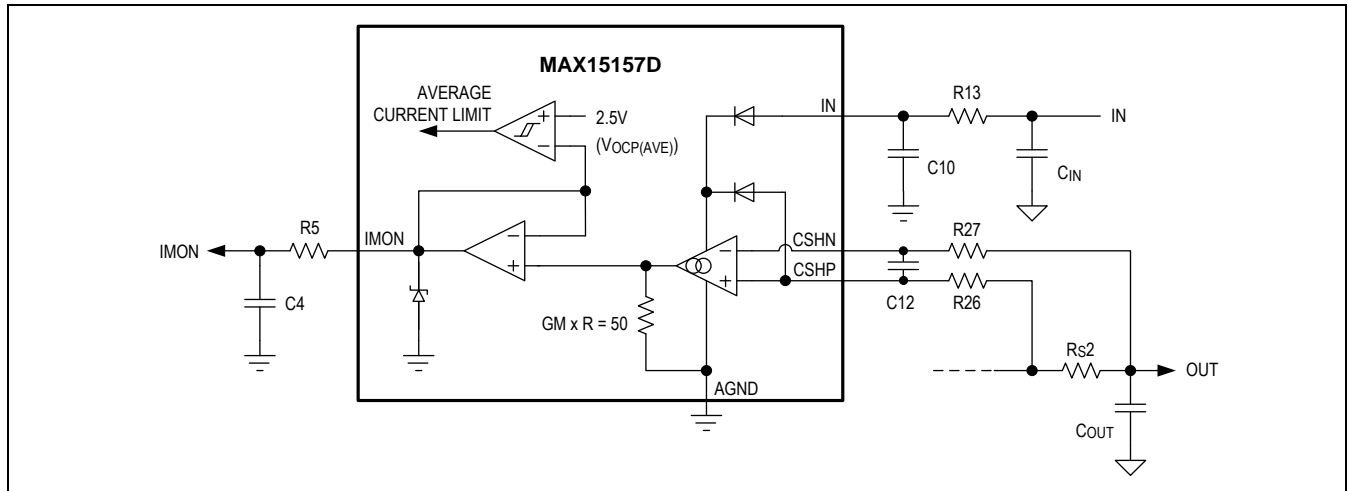 MAX15157D
AVERAGE
CURRENT LIMIT
+
2.5V
−
(VOCP(AVE))
IN
R13
IN
C10
CIN
IMON
R5
IMON
−
+
CSHN
R27
−
+
CSHP
C12
R26
C4
GM x R = 50
RS2
OUT
AGND
COUT